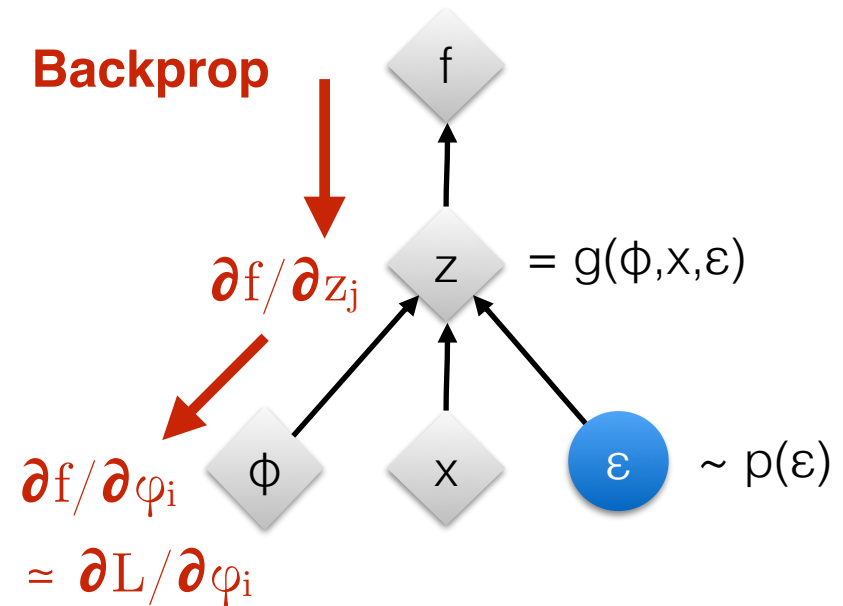 f
Backprop
z = g(ϕ,x,ε)
∂f/∂zⱼ
ϕ
x
ε ~ p(ε)
∂f/∂φᵢ
≃ ∂L/∂φᵢ